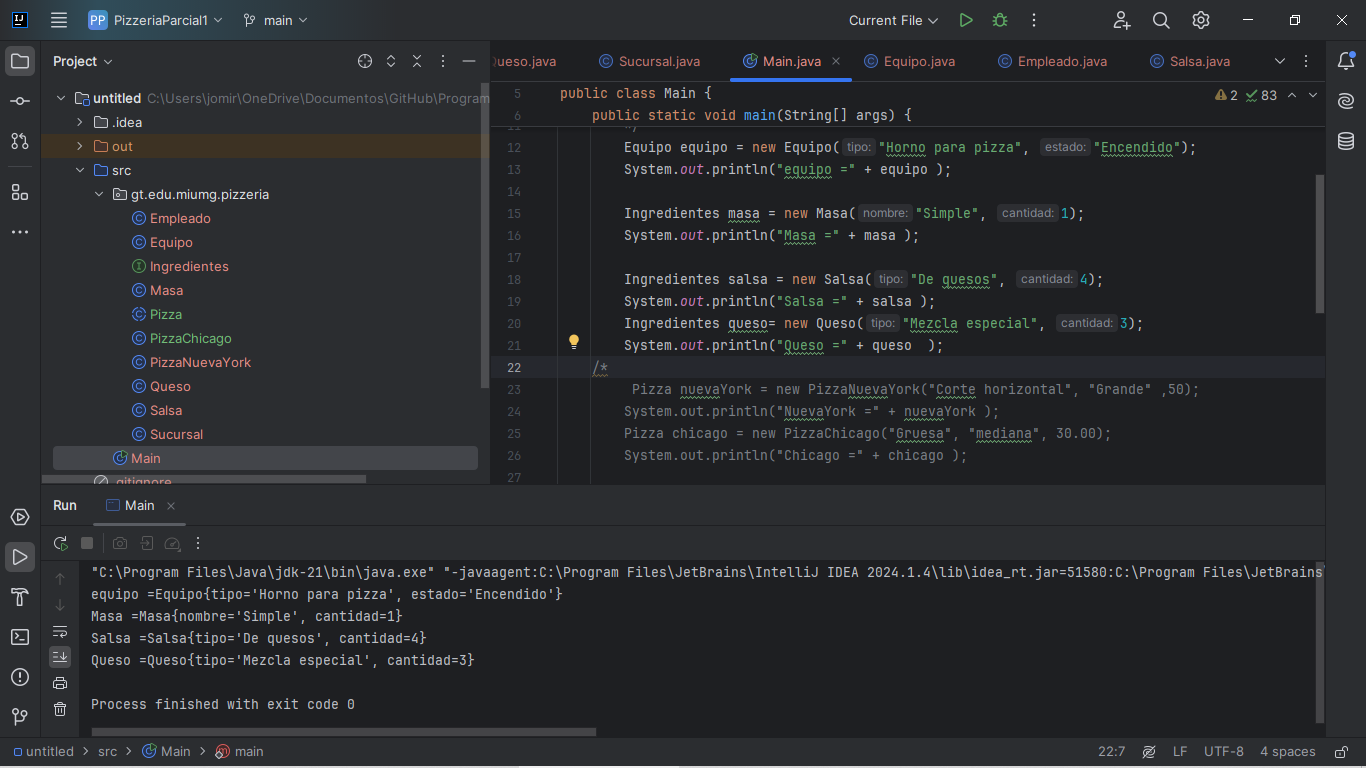 PP PizzeriaParcial1 main Current File
Project
untitled C:\Users\jomir\OneDrive\Documentos\GitHub\Program
.idea
out
src
gt.edu.miumg.pizzeria
Empleado
Equipo
Ingredientes
Masa
Pizza
PizzaChicago
PizzaNuevaYork
Queso
Salsa
Sucursal
Main
.gitignore
ueso.java Sucursal.java Main.java Equipo.java Empleado.java Salsa.java
2 83
5 public class Main {
6 public static void main(String[] args) {
11 */
12 Equipo equipo = new Equipo( tipo: "Horno para pizza", estado: "Encendido");
13 System.out.println("equipo =" + equipo );
14
15 Ingredientes masa = new Masa( nombre: "Simple", cantidad: 1);
16 System.out.println("Masa =" + masa );
17
18 Ingredientes salsa = new Salsa( tipo: "De quesos", cantidad: 4);
19 System.out.println("Salsa =" + salsa );
20 Ingredientes queso= new Queso( tipo: "Mezcla especial", cantidad: 3);
21 System.out.println("Queso =" + queso  );
22 /*
23 Pizza nuevaYork = new PizzaNuevaYork("Corte horizontal", "Grande" ,50);
24 System.out.println("NuevaYork =" + nuevaYork );
25 Pizza chicago = new PizzaChicago("Gruesa", "mediana", 30.00);
26 System.out.println("Chicago =" + chicago );
27
Run Main
"C:\Program Files\Java\jdk-21\bin\java.exe" "-javaagent:C:\Program Files\JetBrains\IntelliJ IDEA 2024.1.4\lib\idea_rt.jar=51580:C:\Program Files\JetBrains
equipo =Equipo{tipo='Horno para pizza', estado='Encendido'}
Masa =Masa{nombre='Simple', cantidad=1}
Salsa =Salsa{tipo='De quesos', cantidad=4}
Queso =Queso{tipo='Mezcla especial', cantidad=3}
Process finished with exit code 0
untitled > src > Main > main 22:7 LF UTF-8 4 spaces